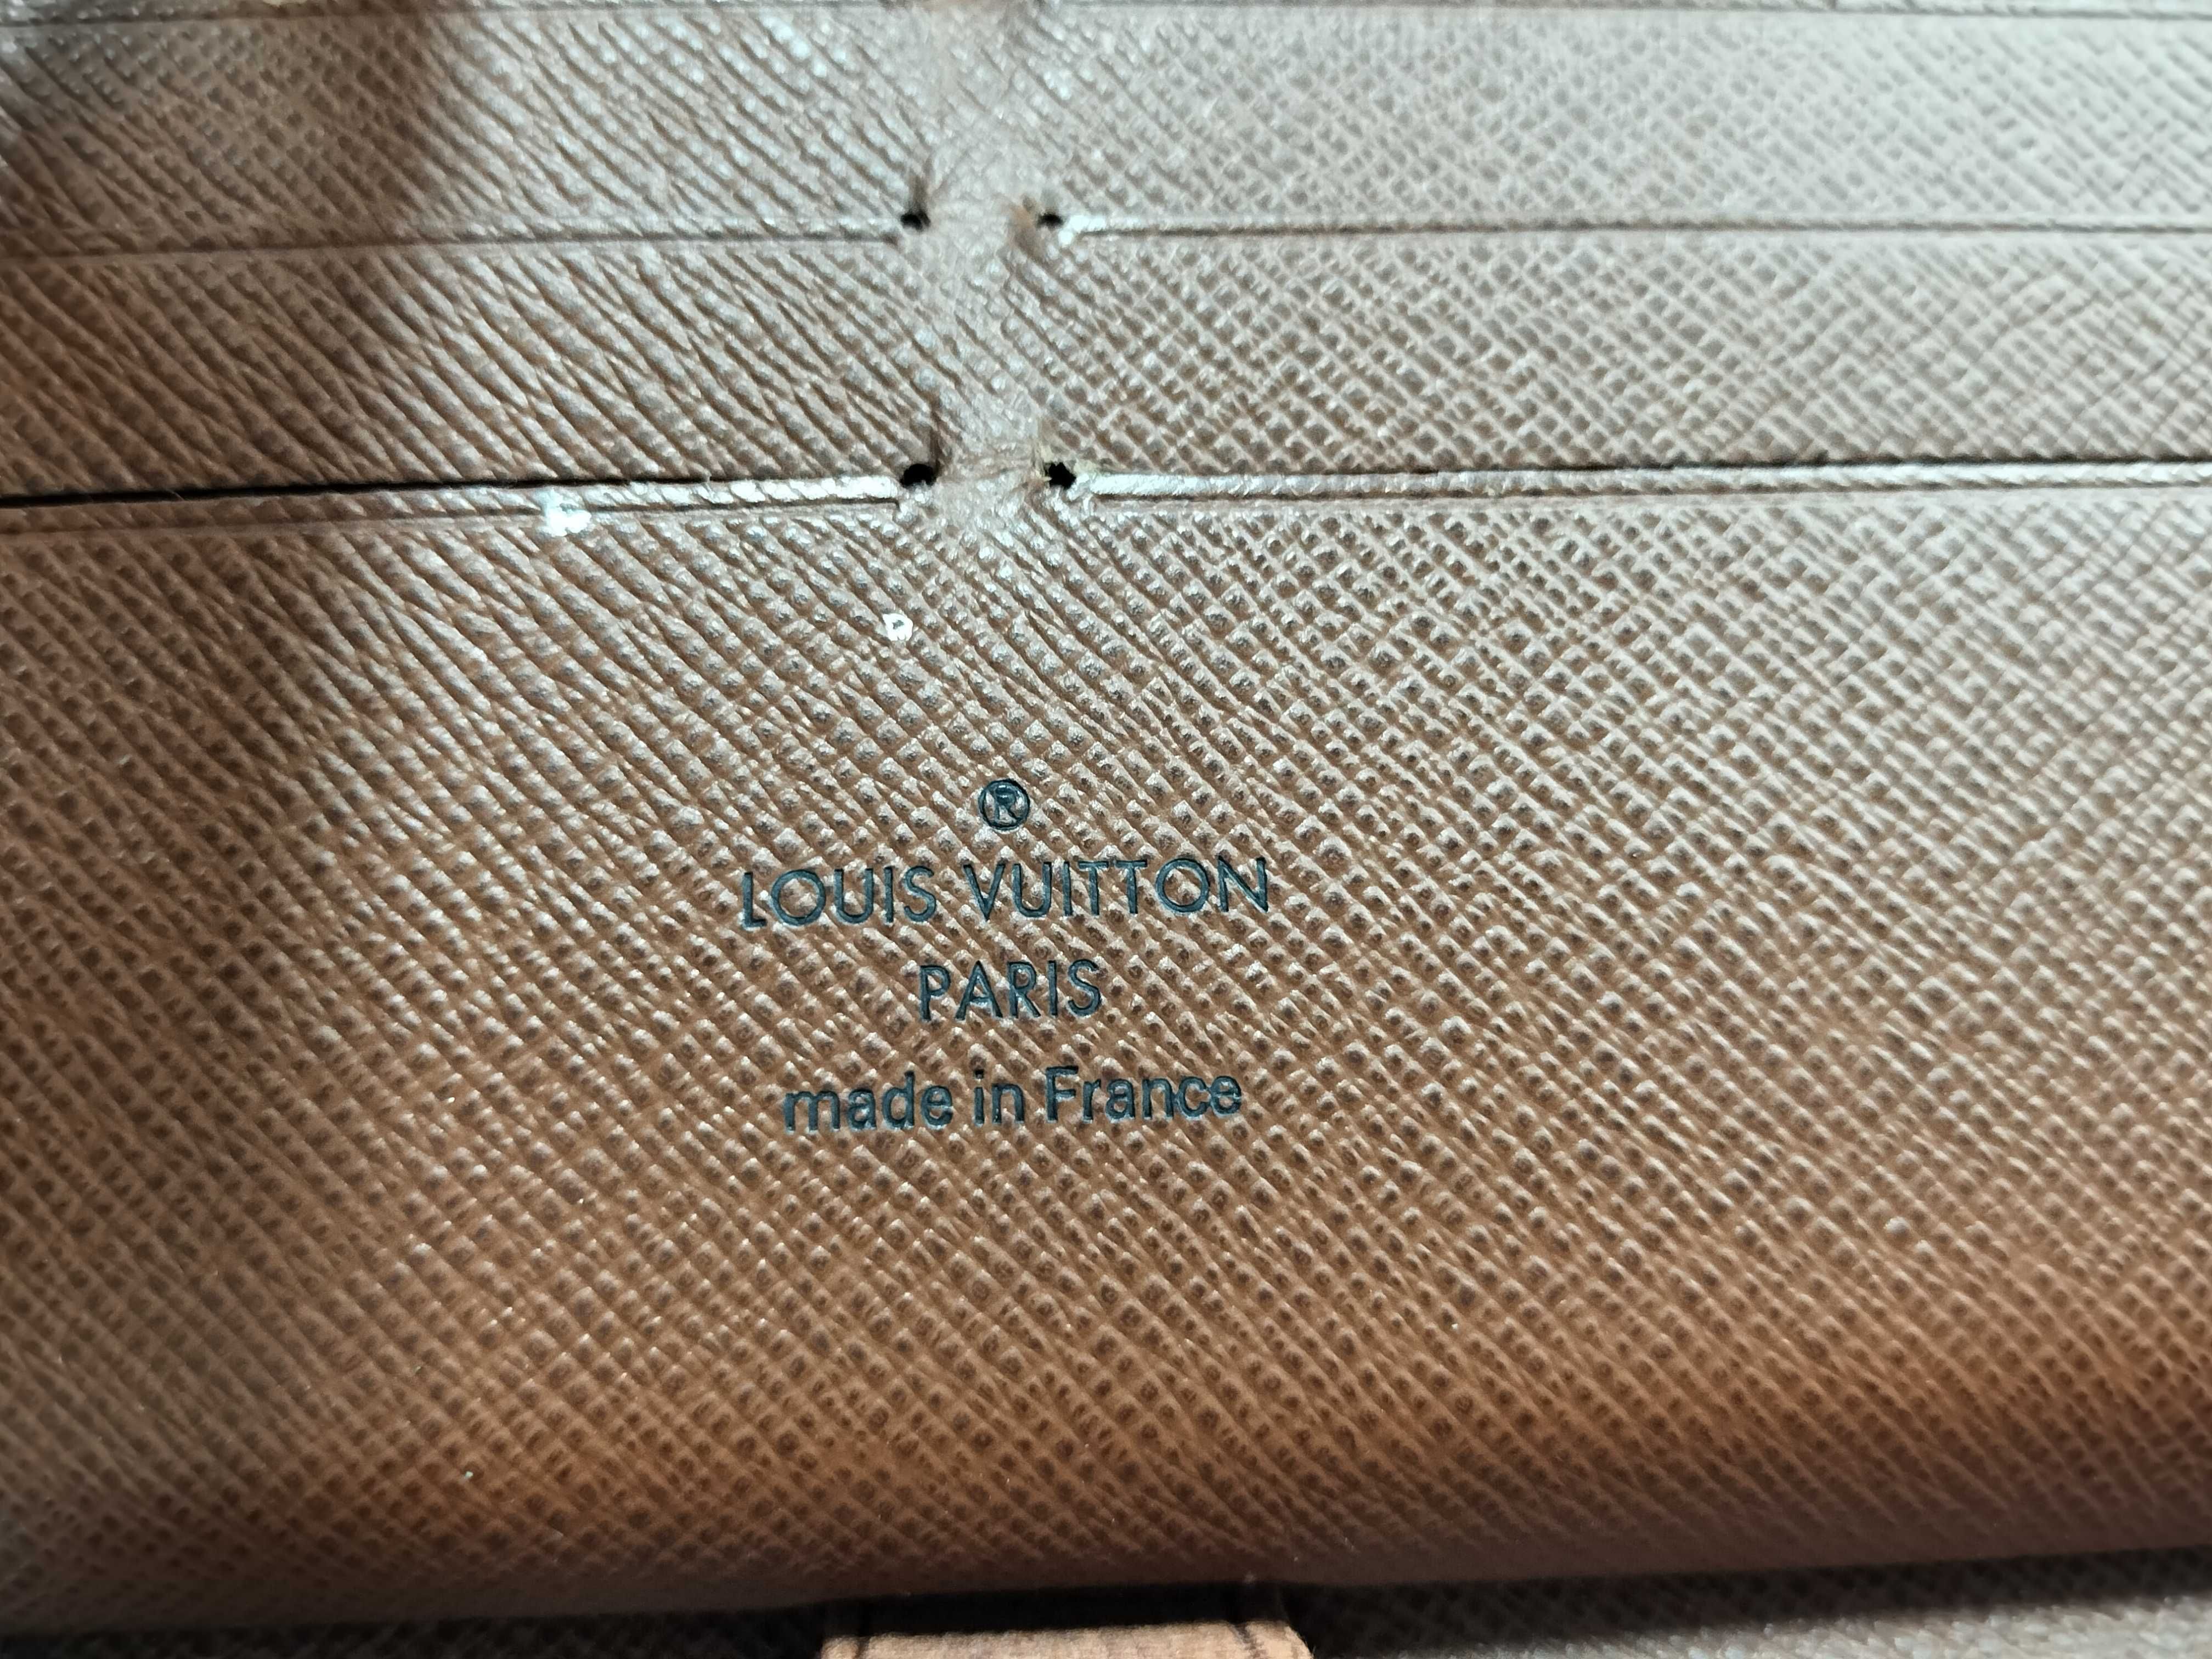 ®
LOUIS VUITTON
PARIS
made in France